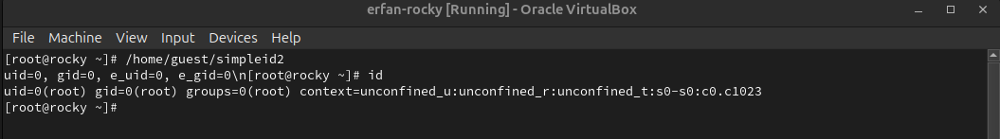 erfan-rocky [Running] - Oracle VirtualBox
File Machine View Input Devices Help
[root@rocky ~]# /home/guest/simpleid2
uid=0, gid=0, e_uid=0, e_gid=0\n[root@rocky ~]# id
uid=0(root) gid=0(root) groups=0(root) context=unconfined_u:unconfined_r:unconfined_t:s0-s0:c0.c1023
[root@rocky ~]#